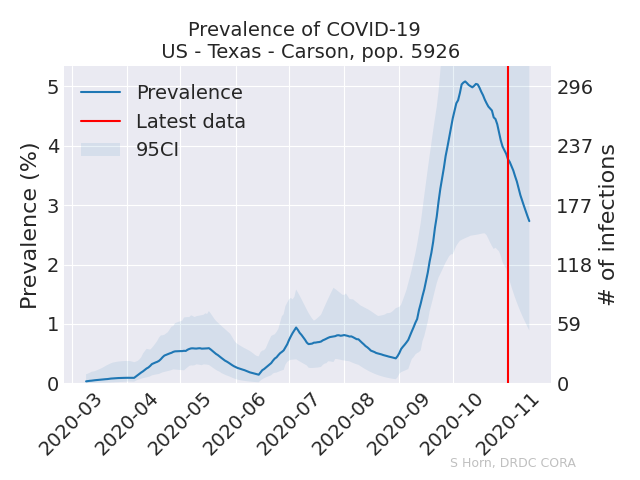 Prevalence of COVID-19
US - Texas - Carson, pop. 5926
Prevalence
Latest data
95CI
Prevalence (%)
5
4
3
2
1
0
296
237
177
118
59
0
# of infections
2020-03
2020-04
2020-05
2020-06
2020-07
2020-08
2020-09
2020-10
2020-11
S Horn, DRDC CORA